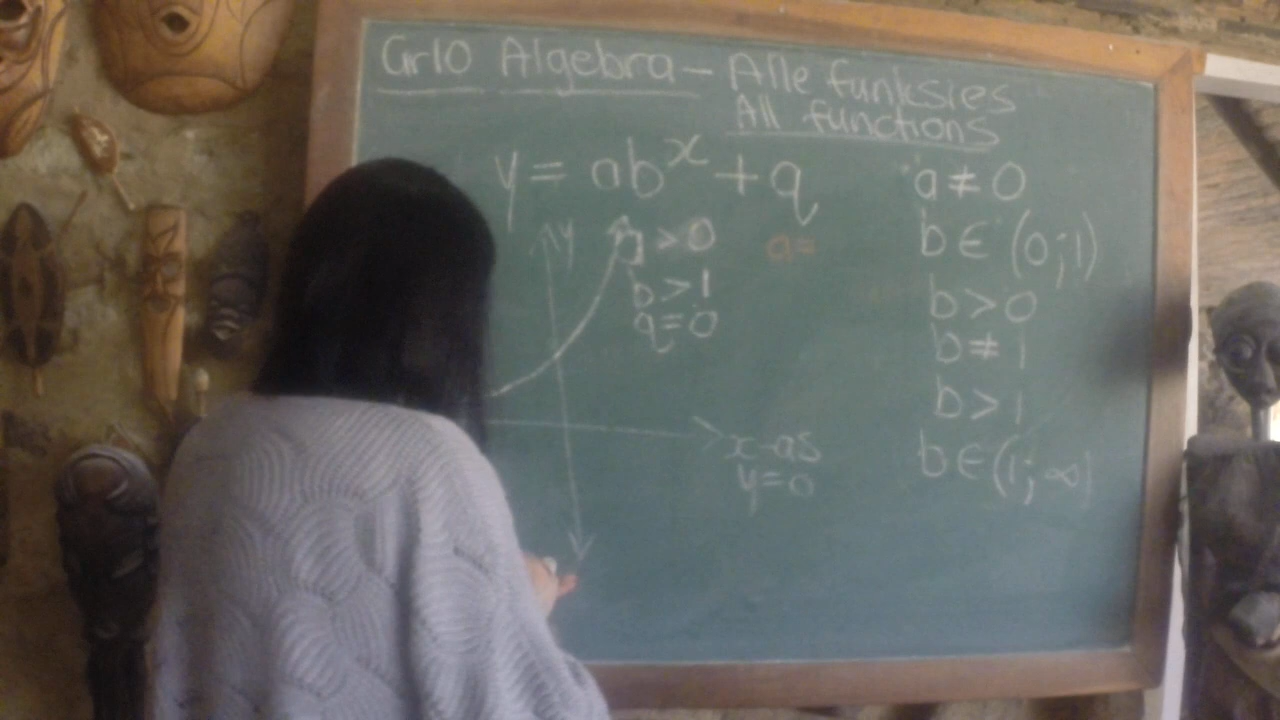 Gr10 Algebra – Alle funksies
All functions
y = ab^x + q
a ≠ 0
b ∈ (0;1)
b > 0
b ≠ 1
b > 1
b ∈ (1; ∞)
y
a > 0
b > 1
q = 0
a =
x-as
y = 0